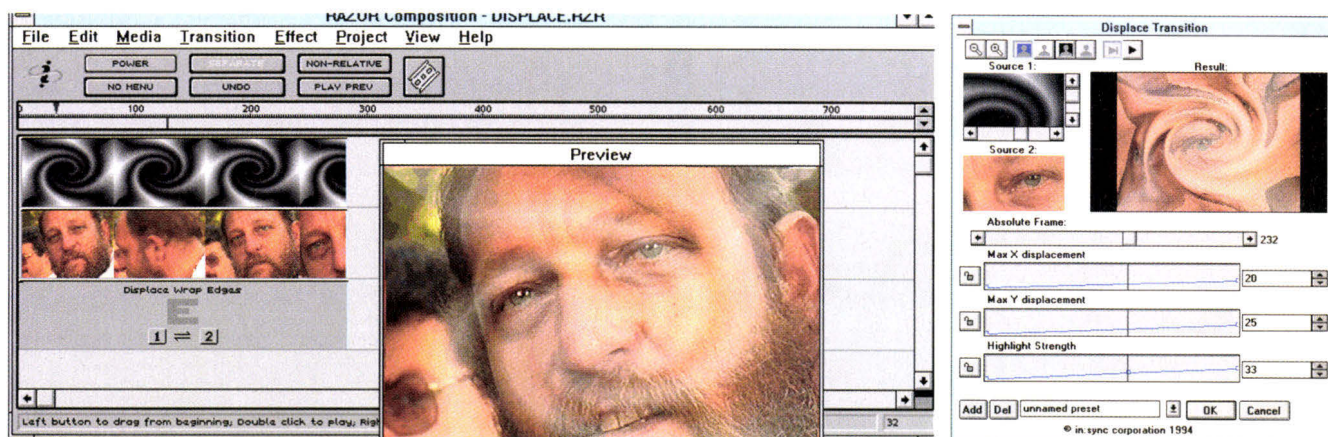 RAZOR Composition - DISPLACE.RZR
File Edit Media Transition Effect Project View Help
POWER SEPARATE NON-RELATIVE
NO MENU UNDO PLAY PREV
100 200 300 400 500 600 700
Preview
Displace Wrap Edges
E
1 ⇌ 2
Left button to drag from beginning; Double click to play; Righ
32
Displace Transition
Source 1:
Result:
Source 2:
Absolute Frame:
232
Max X displacement
20
Max Y displacement
25
Highlight Strength
33
Add Del unnamed preset OK Cancel
© in:sync corporation 1994